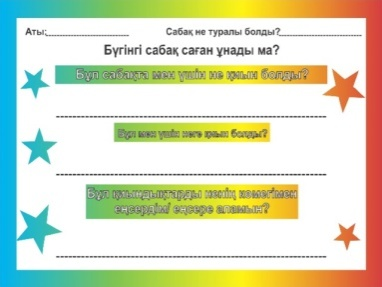 Аты: Сабақ не туралы болды?
Бүгінгі сабақ саған ұнады ма?
Бұл сабақта мен үшін не қиын болды?
Бұл мен үшін неге қиын болды?
Бұл қиындықтарды ненің көмегімен
еңсердім/ еңсере аламын?